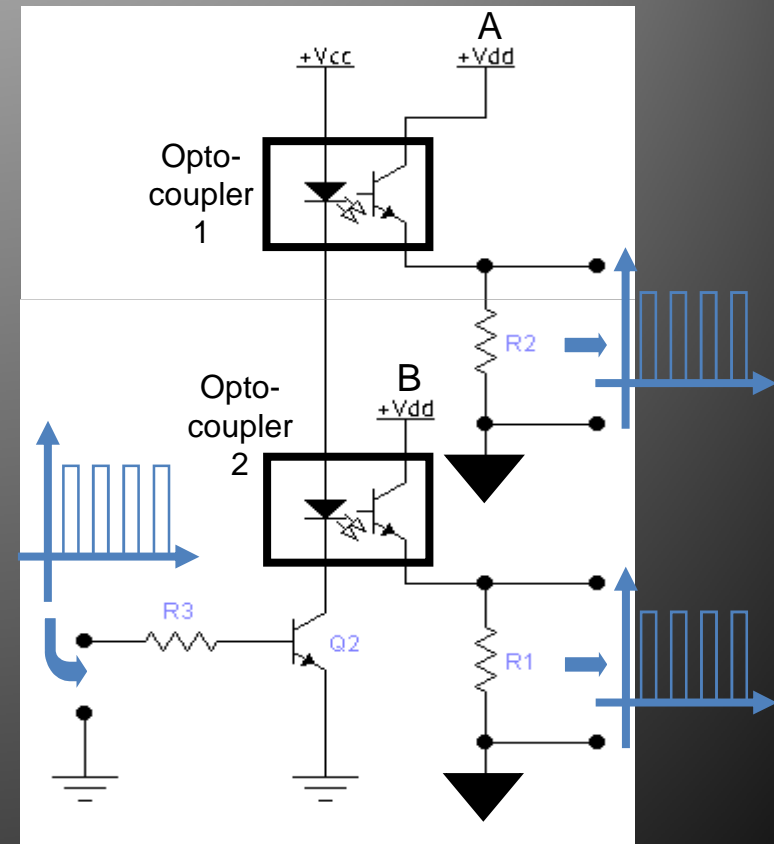 A
+Vcc
+Vdd
Opto-
coupler
1
R2
B
+Vdd
Opto-
coupler
2
R3
Q2
R1